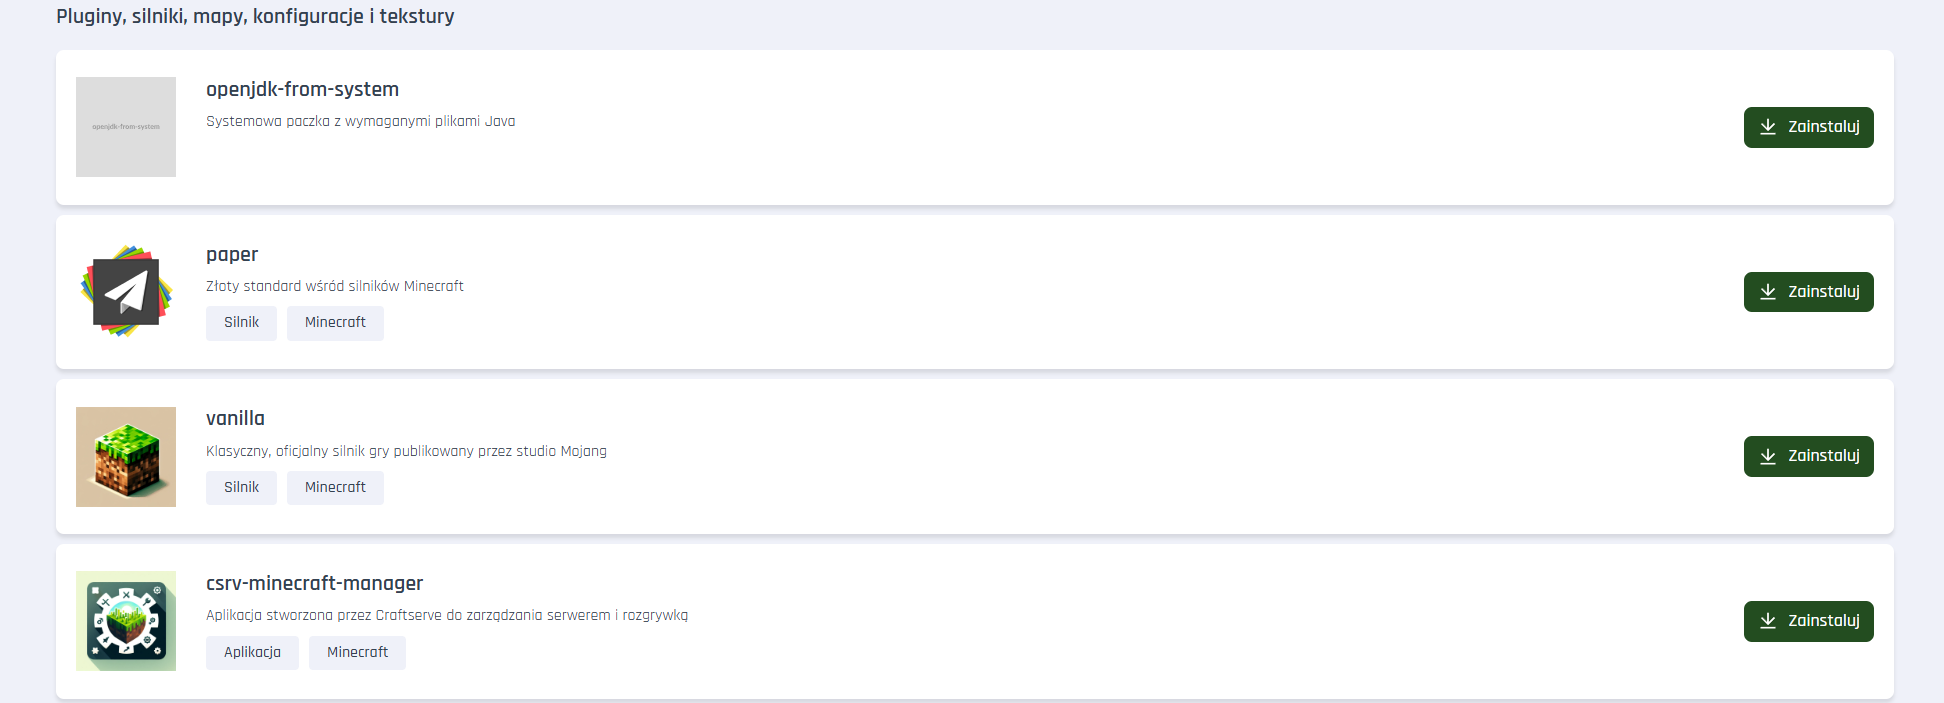 Pluginy, silniki, mapy, konfiguracje i tekstury
openjdk-from-system
openjdk-from-system
Systemowa paczka z wymaganymi plikami Java
Zainstaluj
paper
Złoty standard wśród silników Minecraft
Silnik Minecraft
Zainstaluj
vanilla
Klasyczny, oficjalny silnik gry publikowany przez studio Mojang
Silnik Minecraft
Zainstaluj
csrv-minecraft-manager
Aplikacja stworzona przez Craftserve do zarządzania serwerem i rozgrywką
Aplikacja Minecraft
Zainstaluj